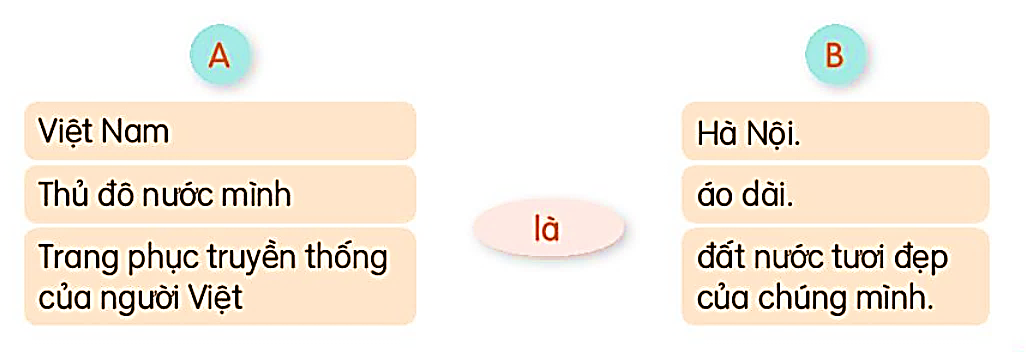 A
B
Việt Nam
Thủ đô nước mình
Trang phục truyền thống
của người Việt
là
Hà Nội.
áo dài.
đất nước tươi đẹp
của chúng mình.